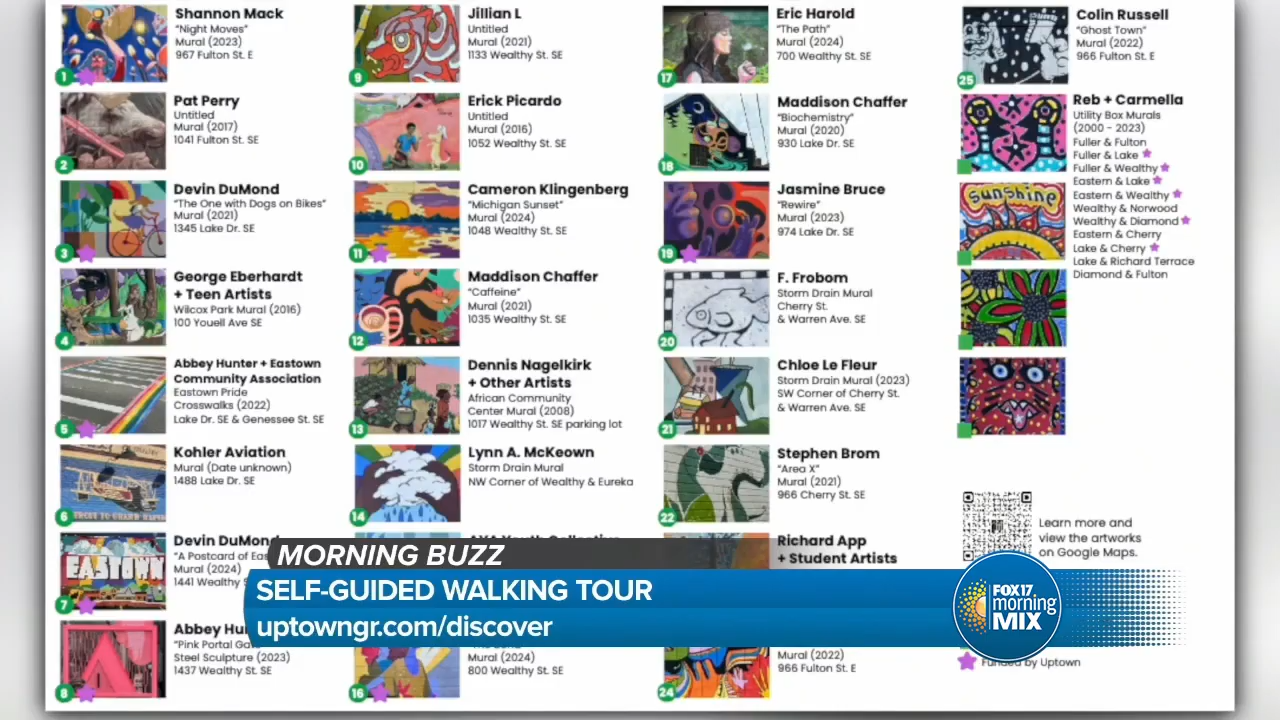 Shannon Mack
“Night Moves”
Mural (2023)
967 Fulton St. E
1
Pat Perry
Untitled
Mural (2017)
1041 Fulton St. SE
2
Devin DuMond
“The One with Dogs on Bikes”
Mural (2021)
1345 Lake Dr. SE
3
George Eberhardt
+ Teen Artists
Wilcox Park Mural (2016)
100 Youell Ave SE
4
Abbey Hunter + Eastown
Community Association
Eastown Pride
Crosswalks (2022)
Lake Dr. SE & Genessee St. SE
5
Kohler Aviation
Mural (Date unknown)
1488 Lake Dr. SE
6
Devin DuMond
“A Postcard of
Mural (2024)
1441 Wealthy
EASTOWN
7
Abbey
“Pink Portal
Steel Sculpture (2023)
1437 Wealthy St. SE
8
Jillian L
Untitled
Mural (2021)
1133 Wealthy St. SE
9
Erick Picardo
Untitled
Mural (2016)
1052 Wealthy St. SE
10
Cameron Klingenberg
“Michigan Sunset”
Mural (2024)
1048 Wealthy St. SE
11
Maddison Chaffer
“Caffeine”
Mural (2021)
1035 Wealthy St. SE
12
Dennis Nagelkirk
+ Other Artists
African Community
Center Mural (2008)
1017 Wealthy St. SE parking lot
13
Lynn A. McKeown
Storm Drain Mural
NW Corner of Wealthy & Eureka
14
Mural (2024)
800 Wealthy St. SE
16
Eric Harold
“The Path”
Mural (2024)
700 Wealthy St. SE
17
Maddison Chaffer
“Biochemistry”
Mural (2020)
930 Lake Dr. SE
18
Jasmine Bruce
“Rewire”
Mural (2023)
974 Lake Dr. SE
19
F. Frobom
Storm Drain Mural
Cherry St.
& Warren Ave. SE
20
Chloe Le Fleur
Storm Drain Mural (2023)
SW Corner of Cherry St.
& Warren Ave. SE
21
Stephen Brom
“Area X”
Mural (2021)
966 Cherry St. SE
22
Richard App
+ Student Artists
Mural (2022)
966 Fulton St. E
24
Colin Russell
“Ghost Town”
Mural (2022)
966 Fulton St. E
25
Reb + Carmella
Utility Box Murals
(2000 - 2023)
Fuller & Fulton
Fuller & Lake
Fuller & Wealthy
Eastern & Lake
Eastern & Wealthy
Wealthy & Norwood
Wealthy & Diamond
Eastern & Cherry
Lake & Cherry
Lake & Richard Terrace
Diamond & Fulton
Sunshine
Learn more and
view the artworks
on Google Maps.
Funded by Uptown
MORNING BUZZ
SELF-GUIDED WALKING TOUR
uptowngr.com/discover
FOX 17
morning
MIX